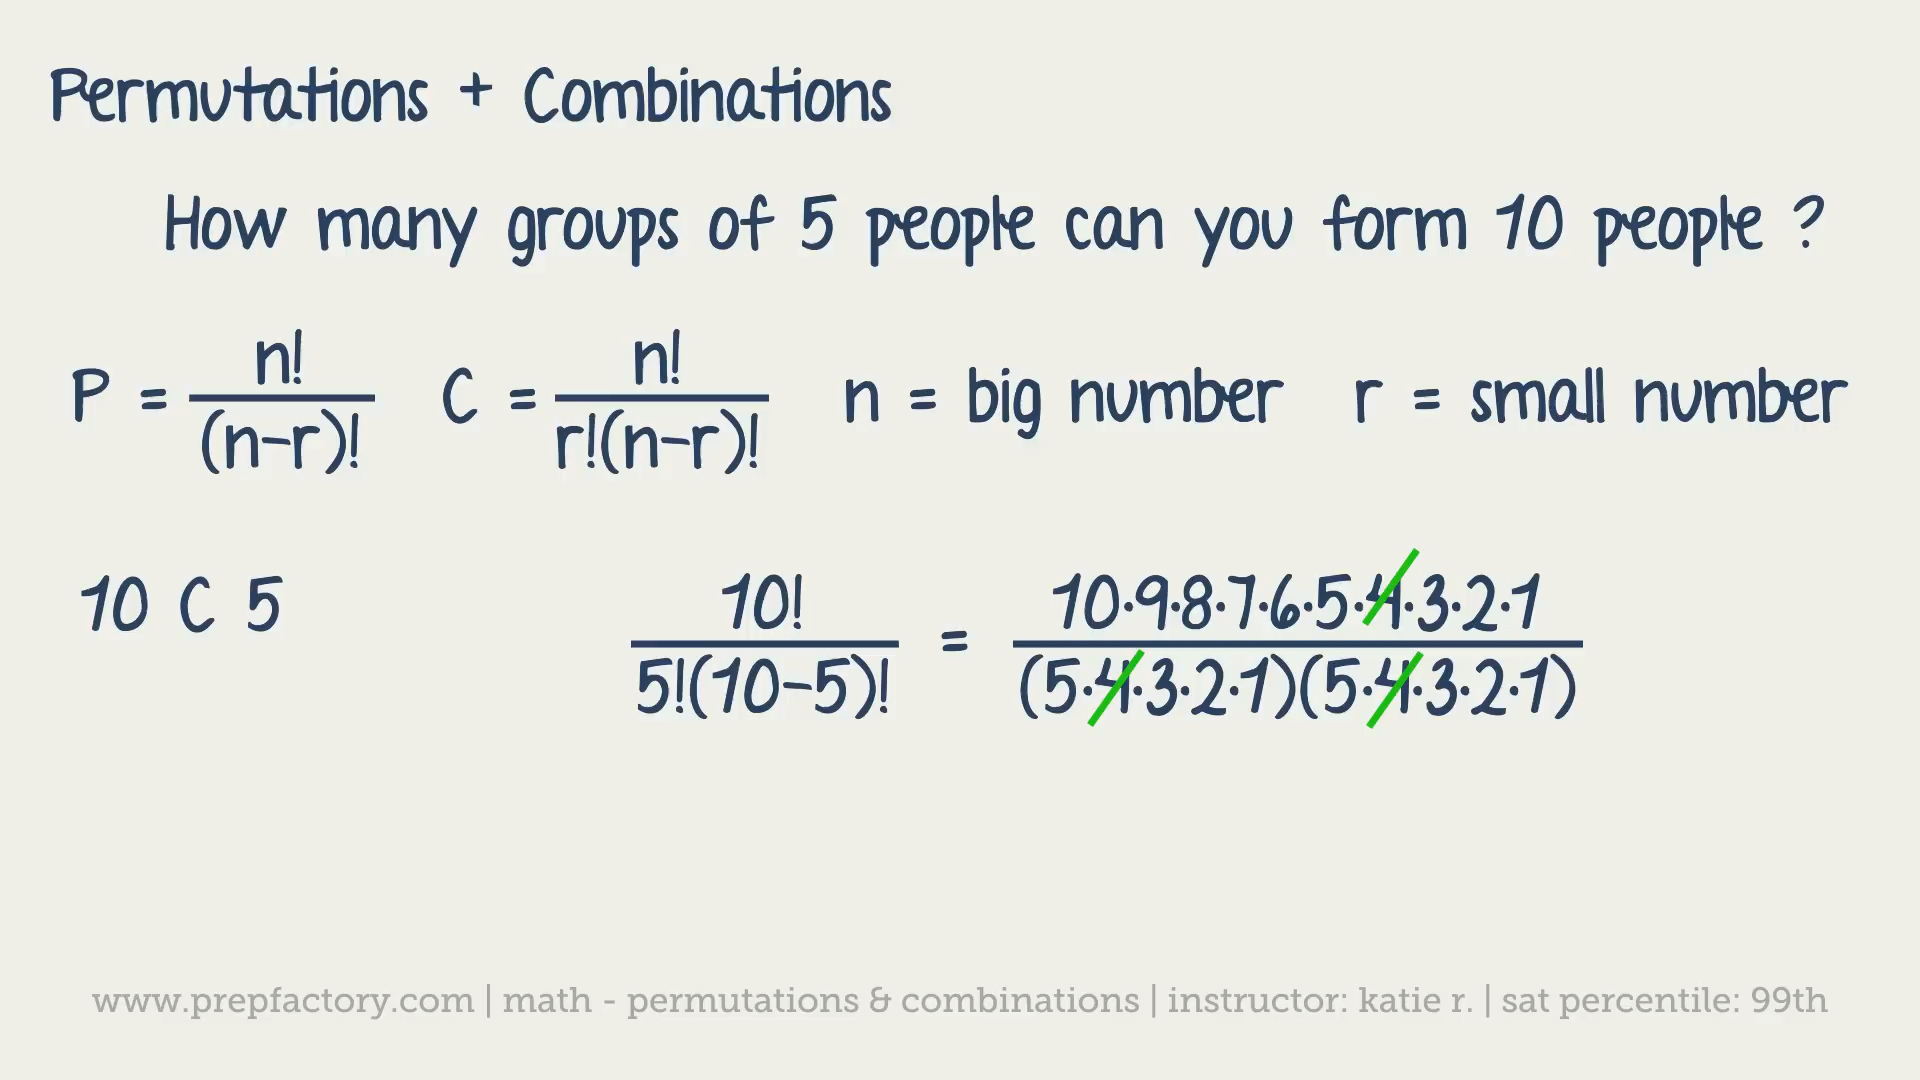 Permutations + Combinations
How many groups of 5 people can you form 10 people ?
P = n!/(n-r)! C = n!/r!(n-r)! n = big number r = small number
10 C 5 10!/5!(10-5)! = 10·9·8·7·6·5·4·3·2·1/(5·4·3·2·1)(5·4·3·2·1)
www.prepfactory.com | math - permutations & combinations | instructor: katie r. | sat percentile: 99th